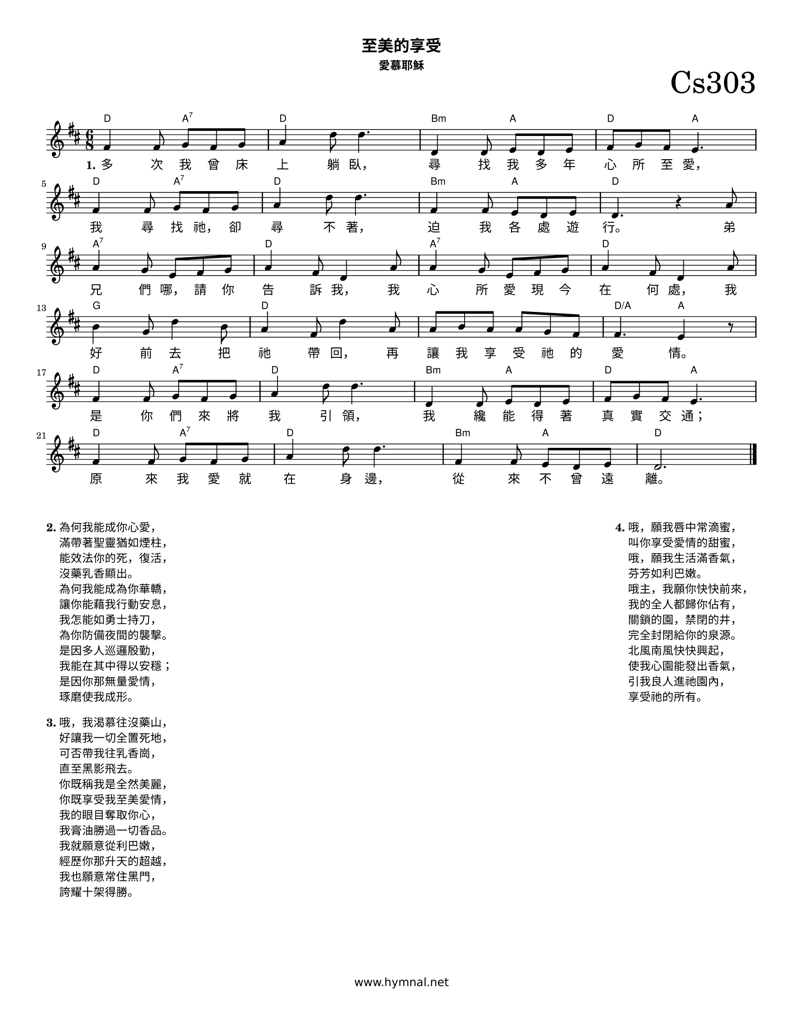 至美的享受
愛慕耶穌
Cs303
D A7 D Bm A D A
6 8
1. 多 次 我 曾 床 上 躺 臥， 尋 找 我 多 年 心 所 至 愛，
D A7 D Bm A D
5
我 尋 找 祂， 卻 尋 不 著， 迫 我 各 處 遊 行。 弟
A7 D A7 D
9
兄 們 哪， 請 你 告 訴 我， 我 心 所 愛 現 今 在 何 處， 我
G D D/A A
13
好 前 去 把 祂 帶 回， 再 讓 我 享 受 祂 的 愛 情。
D A7 D Bm A D A
17
是 你 們 來 將 我 引 領， 我 纔 能 得 著 真 實 交 通；
D A7 D Bm A D
21
原 來 我 愛 就 在 身 邊， 從 來 不 曾 遠 離。
2. 為何我能成你心愛，
滿帶著聖靈猶如煙柱，
能效法你的死，復活，
沒藥乳香顯出。
為何我能成為你華轎，
讓你能藉我行動安息，
我怎能如勇士持刀，
為你防備夜間的襲擊。
是因多人巡邏殷勤，
我能在其中得以安穩；
是因你那無量愛情，
琢磨使我成形。
3. 哦，我渴慕往沒藥山，
好讓我一切全置死地，
可否帶我往乳香崗，
直至黑影飛去。
你既稱我是全然美麗，
你既享受我至美愛情，
我的眼目奪取你心，
我膏油勝過一切香品。
我就願意從利巴嫩，
經歷你那升天的超越，
我也願意常住黑門，
誇耀十架得勝。
4. 哦，願我唇中常滴蜜，
叫你享受愛情的甜蜜，
哦，願我生活滿香氣，
芬芳如利巴嫩。
哦主，我願你快快前來，
我的全人都歸你佔有，
關鎖的園，禁閉的井，
完全封閉給你的泉源。
北風南風快快興起，
使我心園能發出香氣，
引我良人進祂園內，
享受祂的所有。
www.hymnal.net